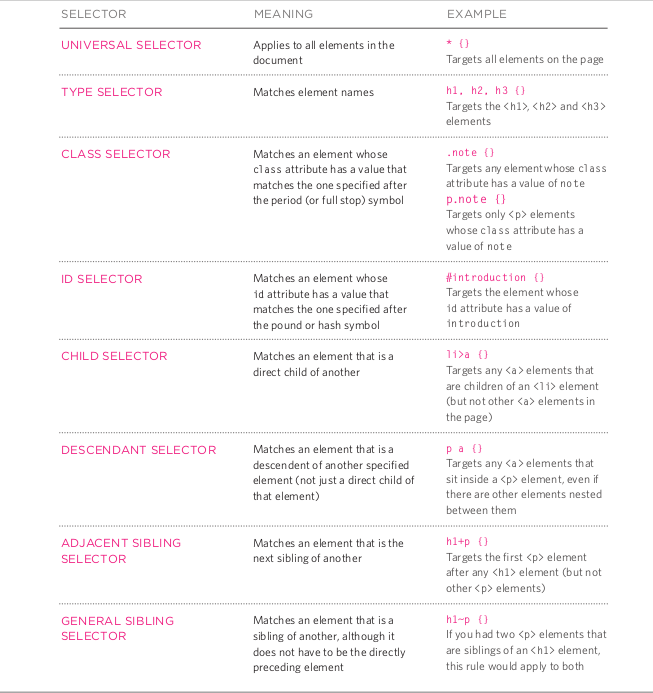 SELECTOR MEANING EXAMPLE
UNIVERSAL SELECTOR
Applies to all elements in the
document
* {}
Targets all elements on the page
TYPE SELECTOR
Matches element names
h1, h2, h3 {}
Targets the <h1>, <h2> and <h3>
elements
CLASS SELECTOR
Matches an element whose
class attribute has a value that
matches the one specified after
the period (or full stop) symbol
.note {}
Targets any element whose class
attribute has a value of note
p.note {}
Targets only <p> elements
whose class attribute has a
value of note
ID SELECTOR
Matches an element whose
id attribute has a value that
matches the one specified after
the pound or hash symbol
#introduction {}
Targets the element whose
id attribute has a value of
introduction
CHILD SELECTOR
Matches an element that is a
direct child of another
li>a {}
Targets any <a> elements that
are children of an <li> element
(but not other <a> elements in
the page)
DESCENDANT SELECTOR
Matches an element that is a
descendent of another specified
element (not just a direct child of
that element)
p a {}
Targets any <a> elements that
sit inside a <p> element, even if
there are other elements nested
between them
ADJACENT SIBLING
SELECTOR
Matches an element that is the
next sibling of another
h1+p {}
Targets the first <p> element
after any <h1> element (but not
other <p> elements)
GENERAL SIBLING
SELECTOR
Matches an element that is a
sibling of another, although it
does not have to be the directly
preceding element
h1~p {}
If you had two <p> elements that
are siblings of an <h1> element,
this rule would apply to both